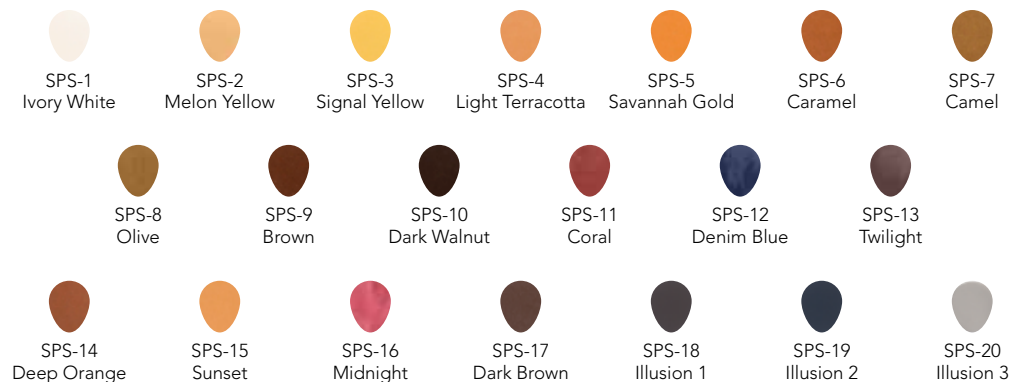 SPS-1 SPS-2 SPS-3 SPS-4 SPS-5 SPS-6 SPS-7
Ivory White Melon Yellow Signal Yellow Light Terracotta Savannah Gold Caramel Camel
SPS-8 SPS-9 SPS-10 SPS-11 SPS-12 SPS-13
Olive Brown Dark Walnut Coral Denim Blue Twilight
SPS-14 SPS-15 SPS-16 SPS-17 SPS-18 SPS-19 SPS-20
Deep Orange Sunset Midnight Dark Brown Illusion 1 Illusion 2 Illusion 3